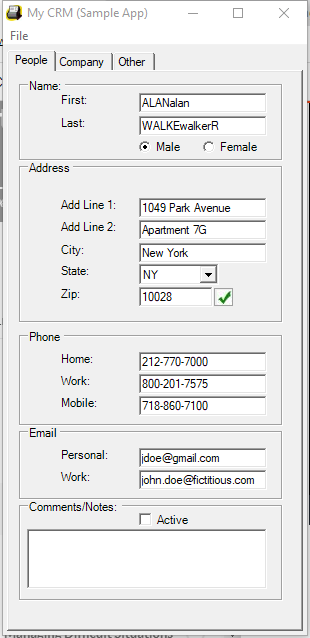 My CRM (Sample App)
File
People Company Other
Name:
First: ALANalan
Last: WALKEwalkerR
Male Female
Address
Add Line 1: 1049 Park Avenue
Add Line 2: Apartment 7G
City: New York
State: NY
Zip: 10028
Phone
Home: 212-770-7000
Work: 800-201-7575
Mobile: 718-860-7100
Email
Personal: jdoe@gmail.com
Work: john.doe@fictitious.com
Comments/Notes:
Active
Managing Difficult Situations